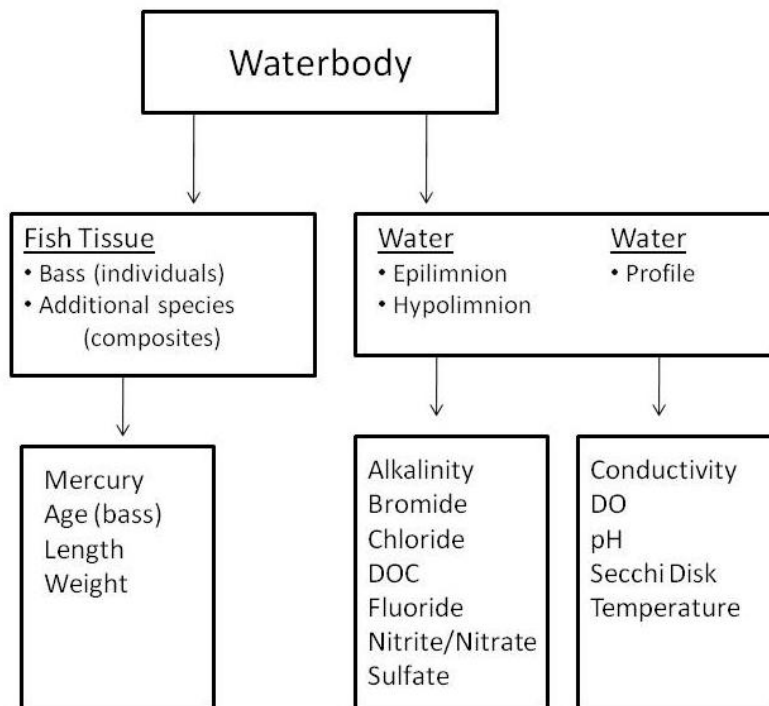 Waterbody
Fish Tissue
• Bass (individuals)
• Additional species
(composites)
Water
• Epilimnion
• Hypolimnion
Water
• Profile
Mercury
Age (bass)
Length
Weight
Alkalinity
Bromide
Chloride
DOC
Fluoride
Nitrite/Nitrate
Sulfate
Conductivity
DO
pH
Secchi Disk
Temperature